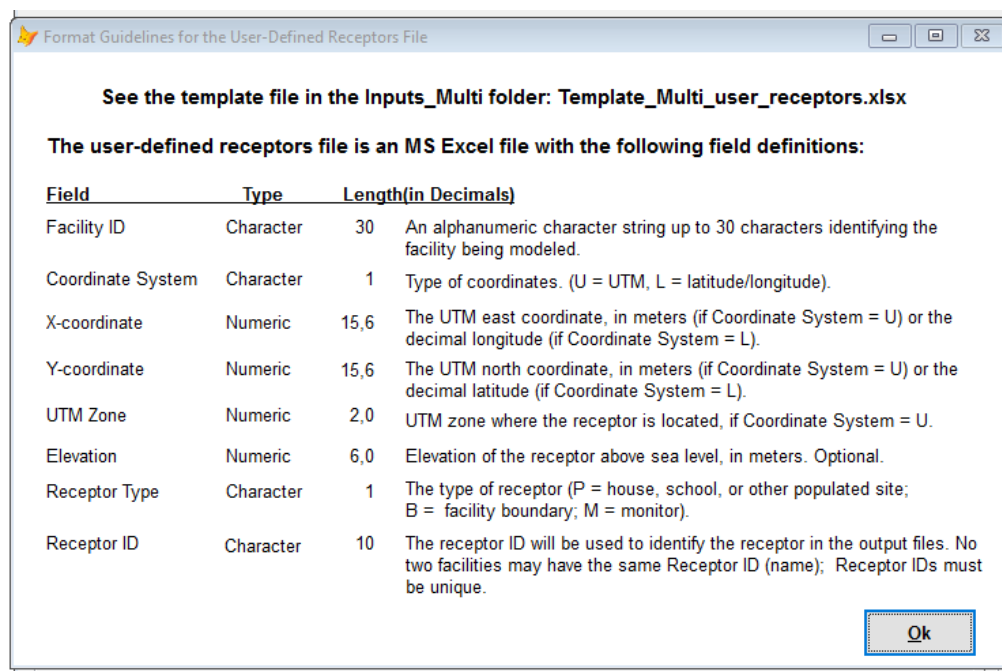 Format Guidelines for the User-Defined Receptors File
See the template file in the Inputs_Multi folder: Template_Multi_user_receptors.xlsx
The user-defined receptors file is an MS Excel file with the following field definitions:
Field Type Length(in Decimals)
Facility ID Character 30 An alphanumeric character string up to 30 characters identifying the
facility being modeled.
Coordinate System Character 1 Type of coordinates. (U = UTM, L = latitude/longitude).
X-coordinate Numeric 15,6 The UTM east coordinate, in meters (if Coordinate System = U) or the
decimal longitude (if Coordinate System = L).
Y-coordinate Numeric 15,6 The UTM north coordinate, in meters (if Coordinate System = U) or the
decimal latitude (if Coordinate System = L).
UTM Zone Numeric 2,0 UTM zone where the receptor is located, if Coordinate System = U.
Elevation Numeric 6,0 Elevation of the receptor above sea level, in meters. Optional.
Receptor Type Character 1 The type of receptor (P = house, school, or other populated site;
B = facility boundary; M = monitor).
Receptor ID Character 10 The receptor ID will be used to identify the receptor in the output files. No
two facilities may have the same Receptor ID (name); Receptor IDs must
be unique.
Ok